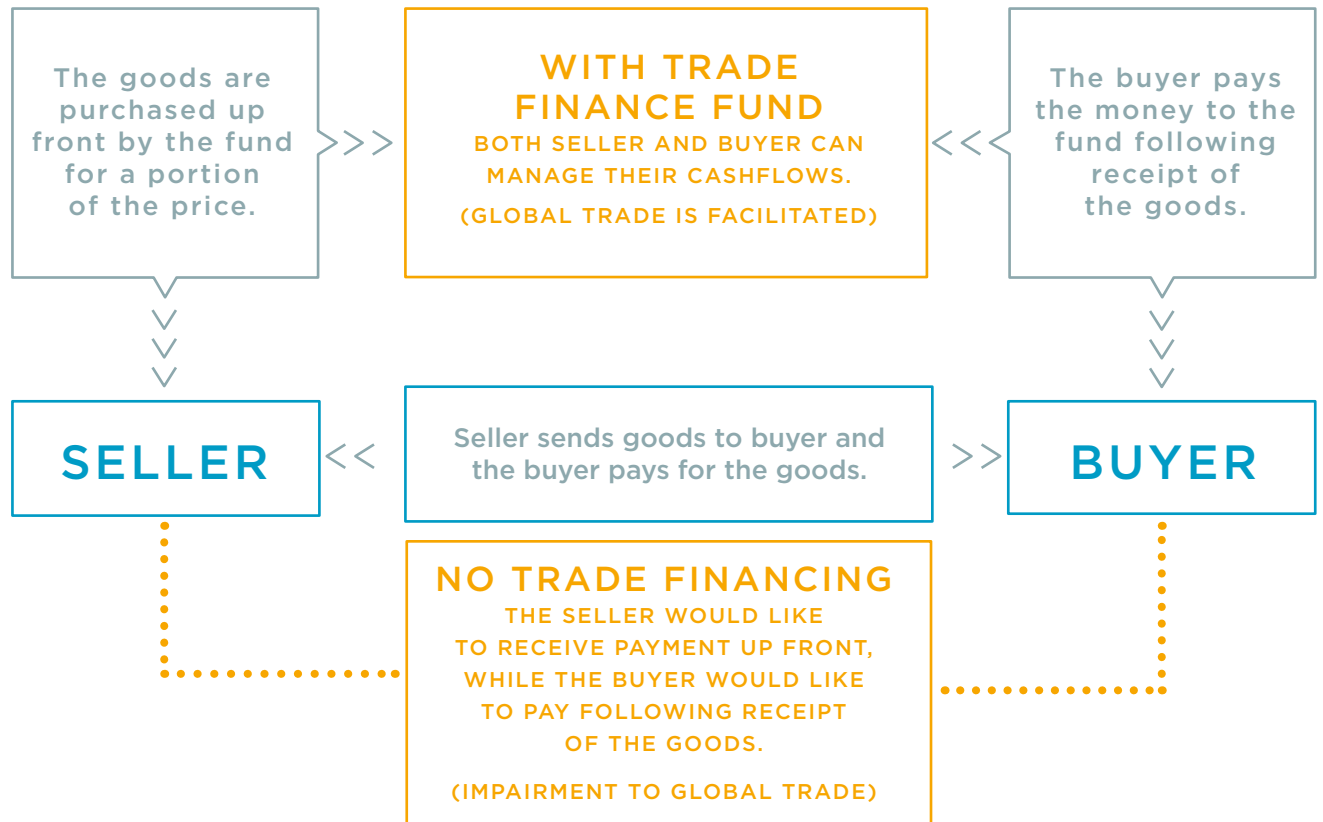 The goods are
purchased up
front by the fund
for a portion
of the price.
WITH TRADE
FINANCE FUND
BOTH SELLER AND BUYER CAN
MANAGE THEIR CASHFLOWS.
(GLOBAL TRADE IS FACILITATED)
The buyer pays
the money to the
fund following
receipt of
the goods.
SELLER
Seller sends goods to buyer and
the buyer pays for the goods.
BUYER
NO TRADE FINANCING
THE SELLER WOULD LIKE
TO RECEIVE PAYMENT UP FRONT,
WHILE THE BUYER WOULD LIKE
TO PAY FOLLOWING RECEIPT
OF THE GOODS.
(IMPAIRMENT TO GLOBAL TRADE)